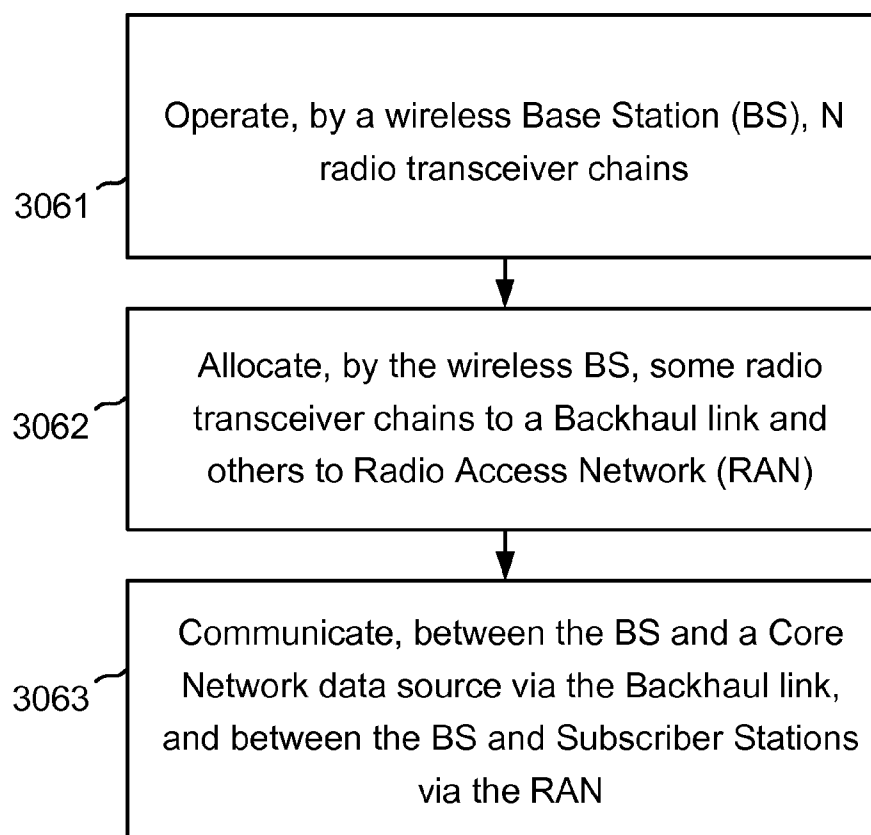 Operate, by a wireless Base Station (BS), N
radio transceiver chains
3061
Allocate, by the wireless BS, some radio
transceiver chains to a Backhaul link and
others to Radio Access Network (RAN)
3062
Communicate, between the BS and a Core
Network data source via the Backhaul link,
and between the BS and Subscriber Stations
via the RAN
3063